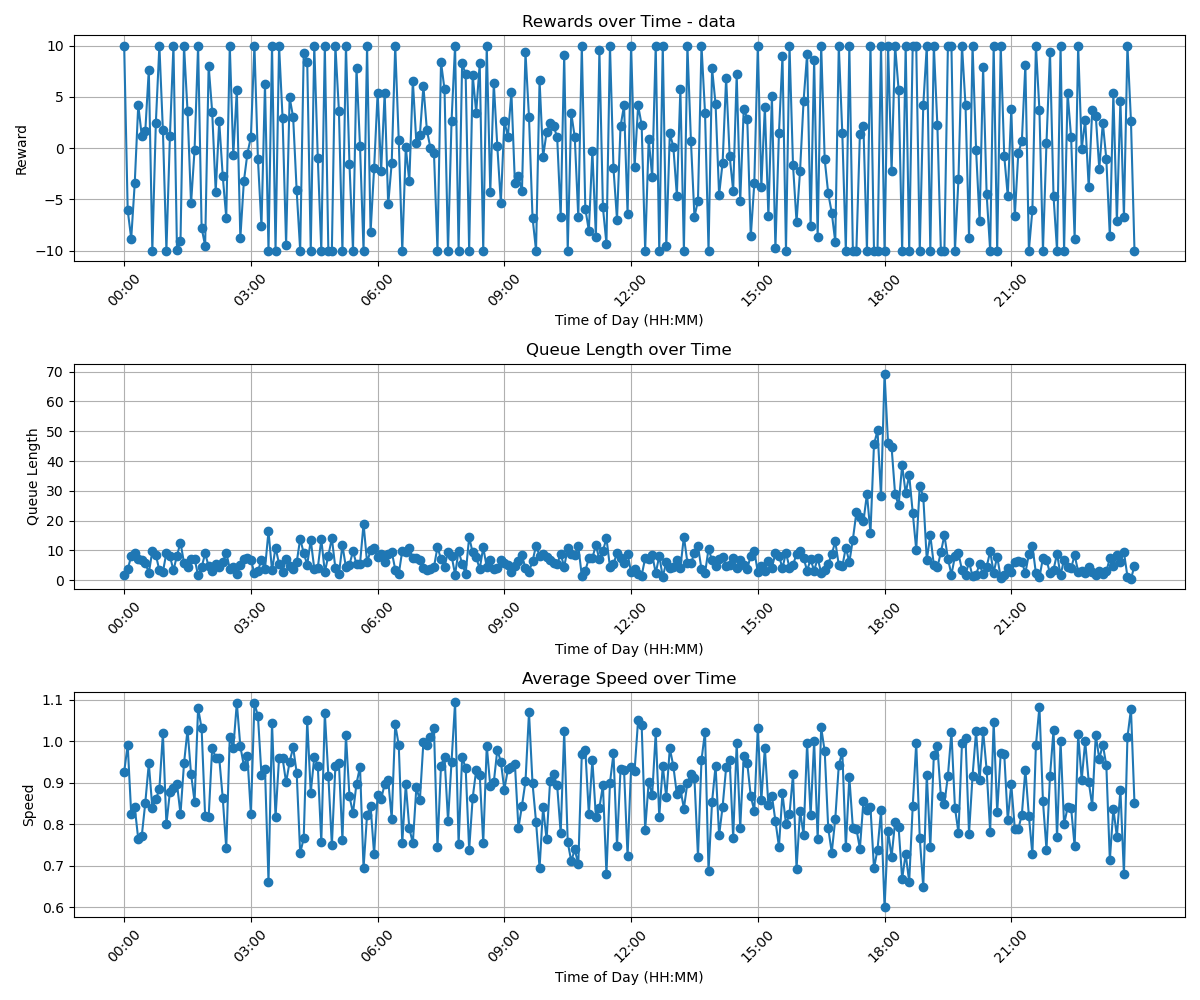 Rewards over Time - data
10
5
0
−5
−10
Reward
00:00 03:00 06:00 09:00 12:00 15:00 18:00 21:00
Time of Day (HH:MM)
Queue Length over Time
70
60
50
40
30
20
10
0
Queue Length
00:00 03:00 06:00 09:00 12:00 15:00 18:00 21:00
Time of Day (HH:MM)
Average Speed over Time
1.1
1.0
0.9
0.8
0.7
0.6
Speed
00:00 03:00 06:00 09:00 12:00 15:00 18:00 21:00
Time of Day (HH:MM)